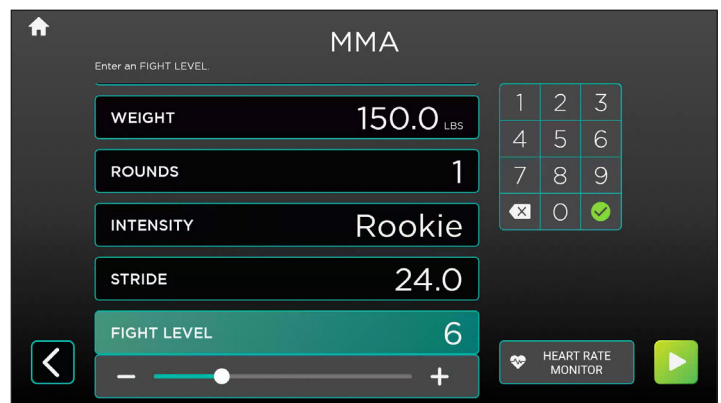 MMA
Enter an FIGHT LEVEL.
WEIGHT 150.0 LBS
ROUNDS 1
INTENSITY Rookie
STRIDE 24.0
FIGHT LEVEL 6
− +
1 2 3
4 5 6
7 8 9
0
HEART RATE
MONITOR